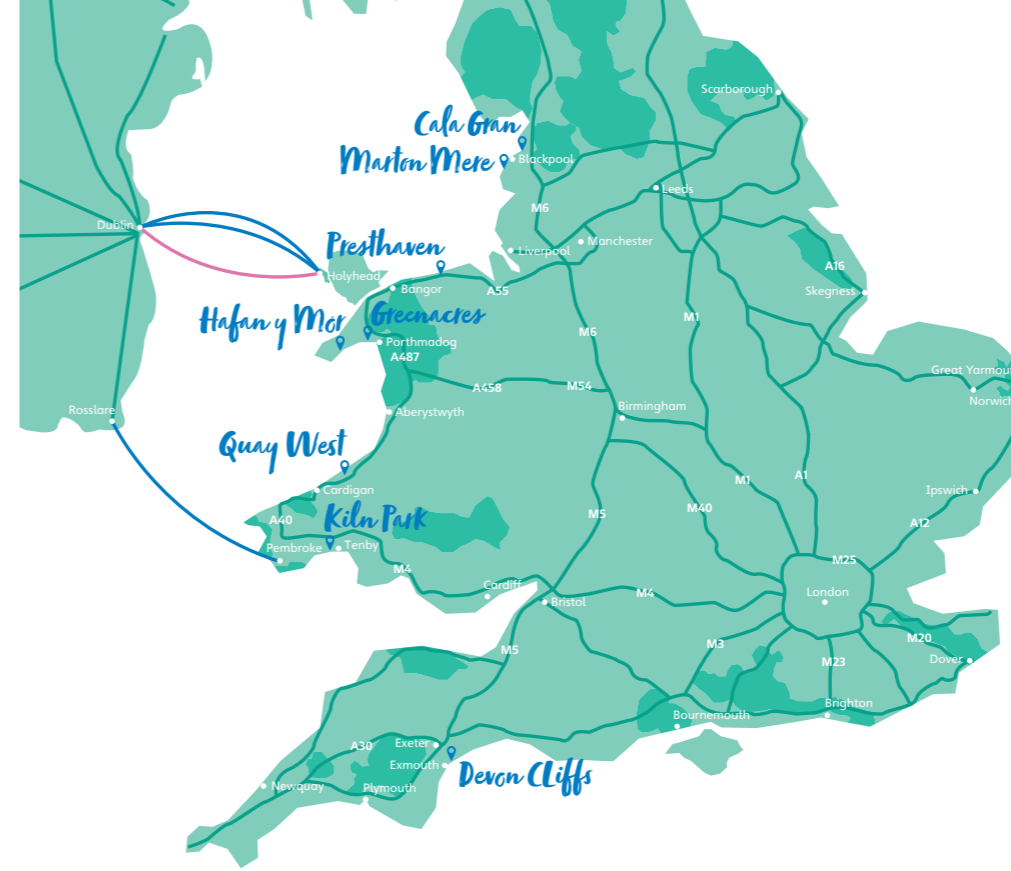 Scarborough
Cala Gran
Marton Mere
Blackpool
Leeds
M6
Dublin
Manchester
Presthaven
Liverpool
A16
Holyhead
Bangor
A55
Skegness
Hafan y Mor
Greenacres
M6
M1
Porthmadog
A487
Great Yarmout
A458
M54
Norwich
Rosslare
Aberystwyth
Birmingham
Quay West
M1
A1
Cardigan
Ipswich
A40
Kiln Park
M5
M40
A12
Pembroke
Tenby
M4
M25
Cardiff
Bristol
M4
London
M5
M3
M20
M23
Dover
Bournemouth
Brighton
A30
Exeter
Exmouth
Devon CLiffs
Newquay
Plymouth